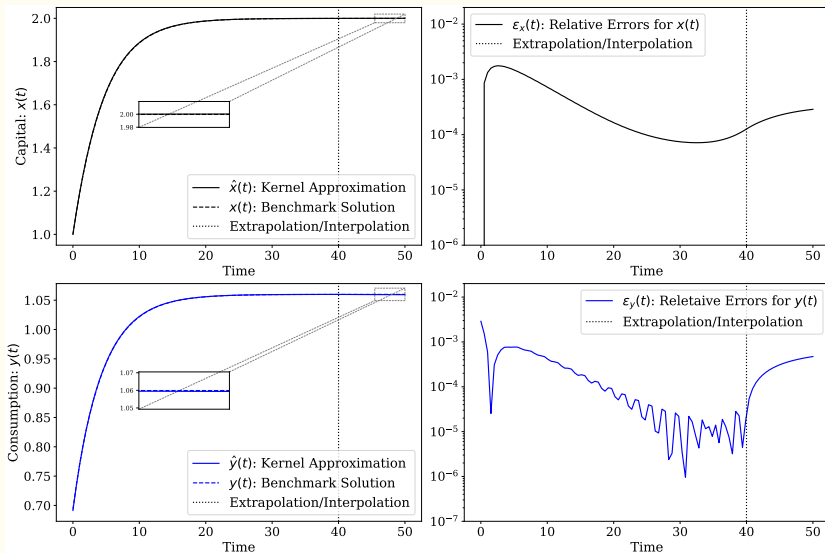 2.0
1.8
1.6
1.4
1.2
1.0
Capital: x(t)
2.00
1.98
x̂(t): Kernel Approximation
x(t): Benchmark Solution
Extrapolation/Interpolation
0 10 20 30 40 50
Time
10⁻²
10⁻³
10⁻⁴
10⁻⁵
10⁻⁶
εₓ(t): Relative Errors for x(t)
Extrapolation/Interpolation
0 10 20 30 40 50
Time
1.05
1.00
0.95
0.90
0.85
0.80
0.75
0.70
Consumption: y(t)
1.07
1.06
1.05
ŷ(t): Kernel Approximation
y(t): Benchmark Solution
Extrapolation/Interpolation
0 10 20 30 40 50
Time
10⁻²
10⁻³
10⁻⁴
10⁻⁵
10⁻⁶
10⁻⁷
ε_y(t): Reletaive Errors for y(t)
Extrapolation/Interpolation
0 10 20 30 40 50
Time